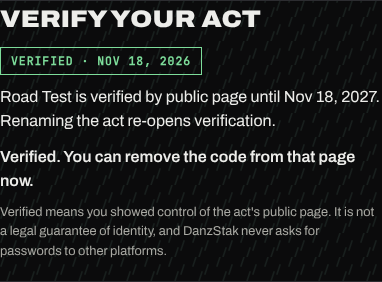 VERIFY YOUR ACT
VERIFIED · NOV 18, 2026
Road Test is verified by public page until Nov 18, 2027.
Renaming the act re-opens verification.
Verified. You can remove the code from that page
now.
Verified means you showed control of the act's public page. It is not
a legal guarantee of identity, and DanzStak never asks for
passwords to other platforms.